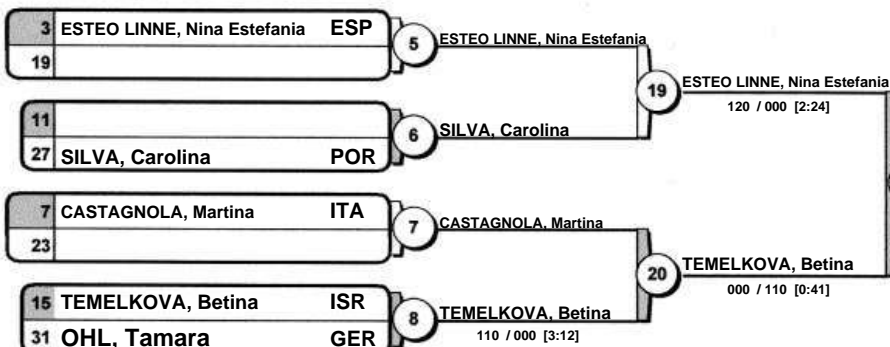 3 ESTEO LINNE, Nina Estefania ESP
19
5
ESTEO LINNE, Nina Estefania
11
27 SILVA, Carolina POR
6
SILVA, Carolina
19
ESTEO LINNE, Nina Estefania
120 / 000 [2:24]
7 CASTAGNOLA, Martina ITA
23
7
CASTAGNOLA, Martina
15 TEMELKOVA, Betina ISR
31 OHL, Tamara GER
8
TEMELKOVA, Betina
110 / 000 [3:12]
20
TEMELKOVA, Betina
000 / 110 [0:41]